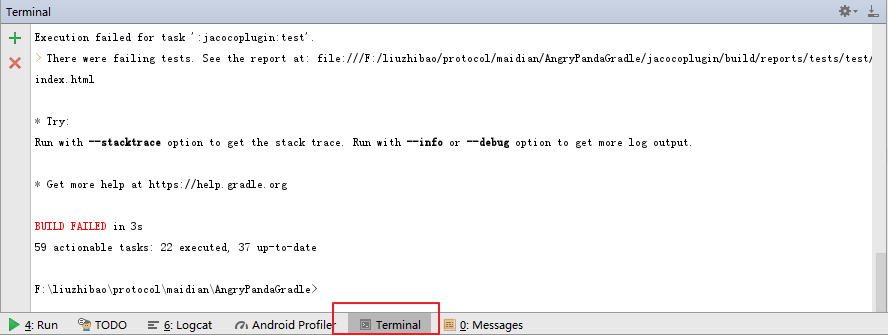 Terminal
Execution failed for task ':jacocoplugin:test'.
> There were failing tests. See the report at: file:///F:/liuzhibao/protocol/maidian/AngryPandaGradle/jacocoplugin/build/reports/tests/test/
index.html
* Try:
Run with --stacktrace option to get the stack trace. Run with --info or --debug option to get more log output.
* Get more help at https://help.gradle.org
BUILD FAILED in 3s
59 actionable tasks: 22 executed, 37 up-to-date
F:\liuzhibao\protocol\maidian\AngryPandaGradle>
4: Run TODO 6: Logcat Android Profiler Terminal 0: Messages